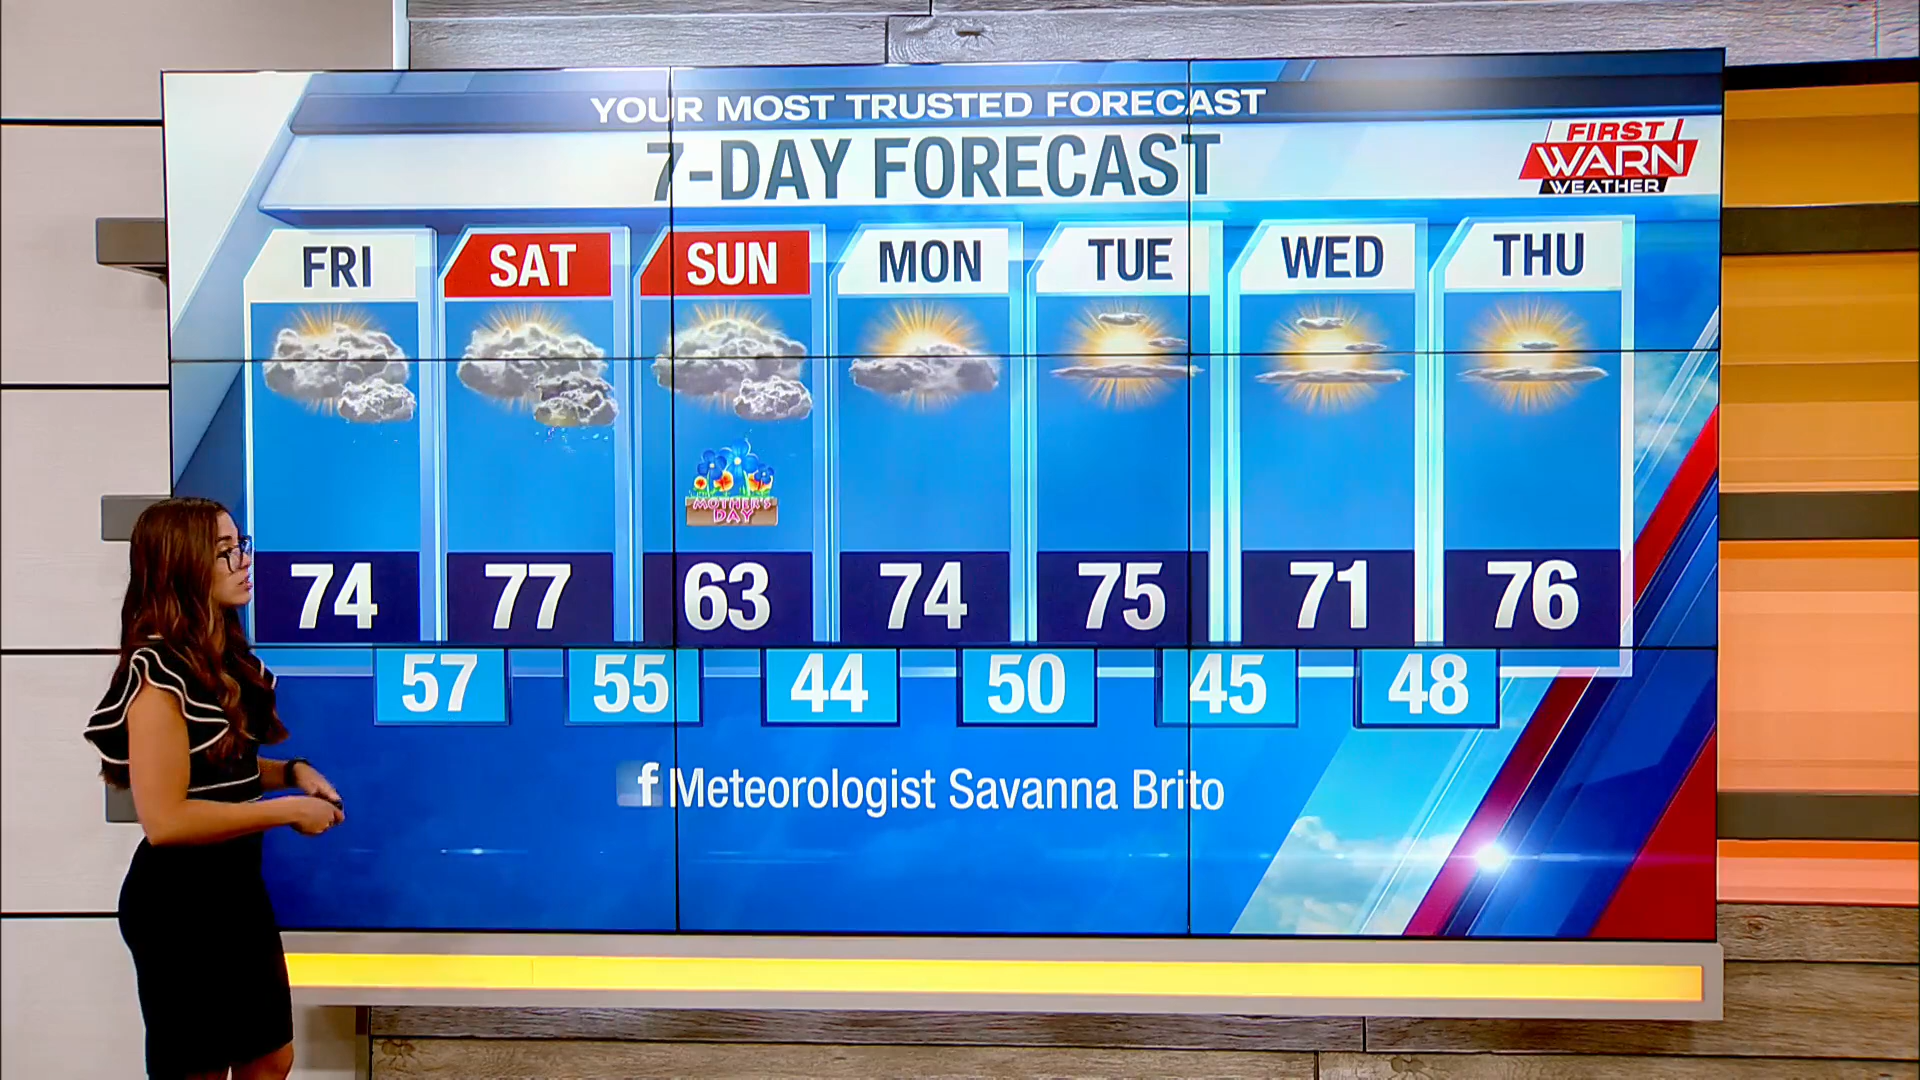 YOUR MOST TRUSTED FORECAST
7-DAY FORECAST
FIRST
WARN
WEATHER
FRI SAT SUN MON TUE WED THU
MOTHER'S
DAY
74 77 63 74 75 71 76
57 55 44 50 45 48
f Meteorologist Savanna Brito